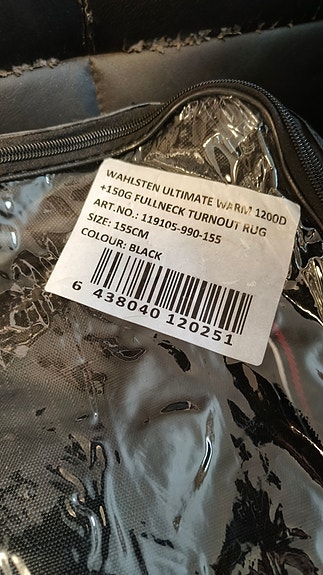 WAHLSTEN ULTIMATE WARM 1200D
+150G FULLNECK TURNOUT RUG
ART.NO.: 119105-990-155
SIZE: 155CM
COLOUR: BLACK
6 438040 120251